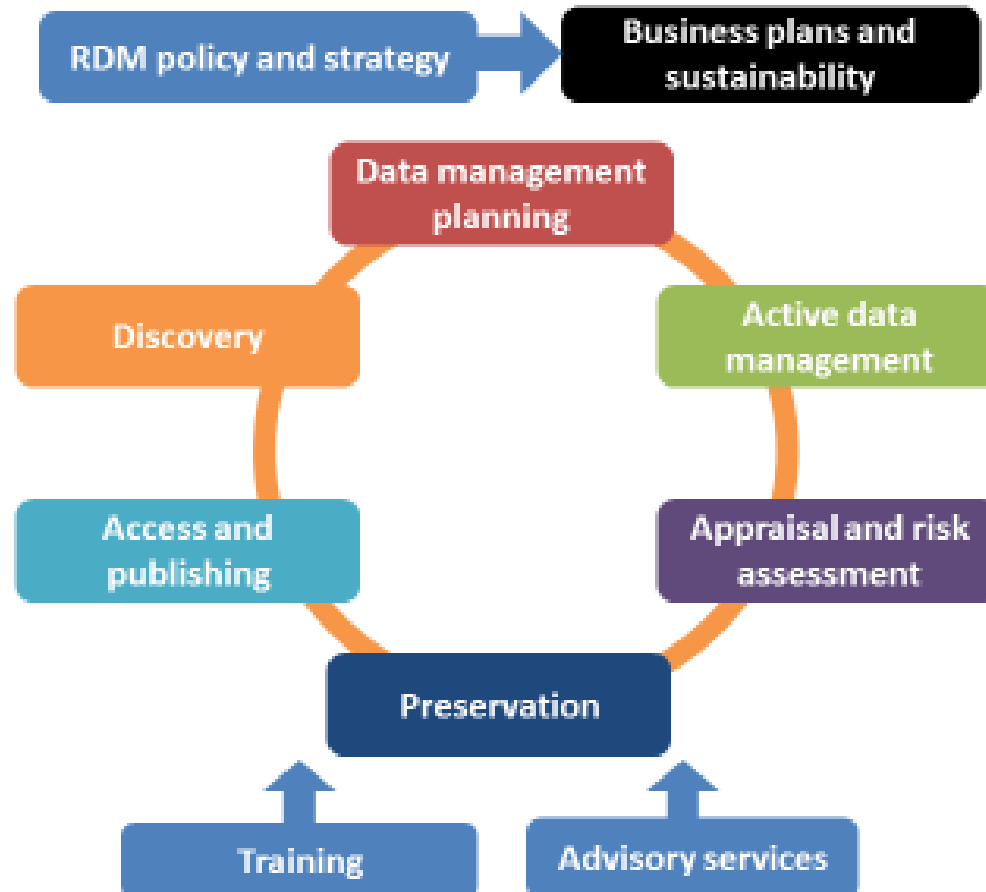 RDM policy and strategy
Business plans and
sustainability
Data management
planning
Discovery
Active data
management
Access and
publishing
Appraisal and risk
assessment
Preservation
Training
Advisory services